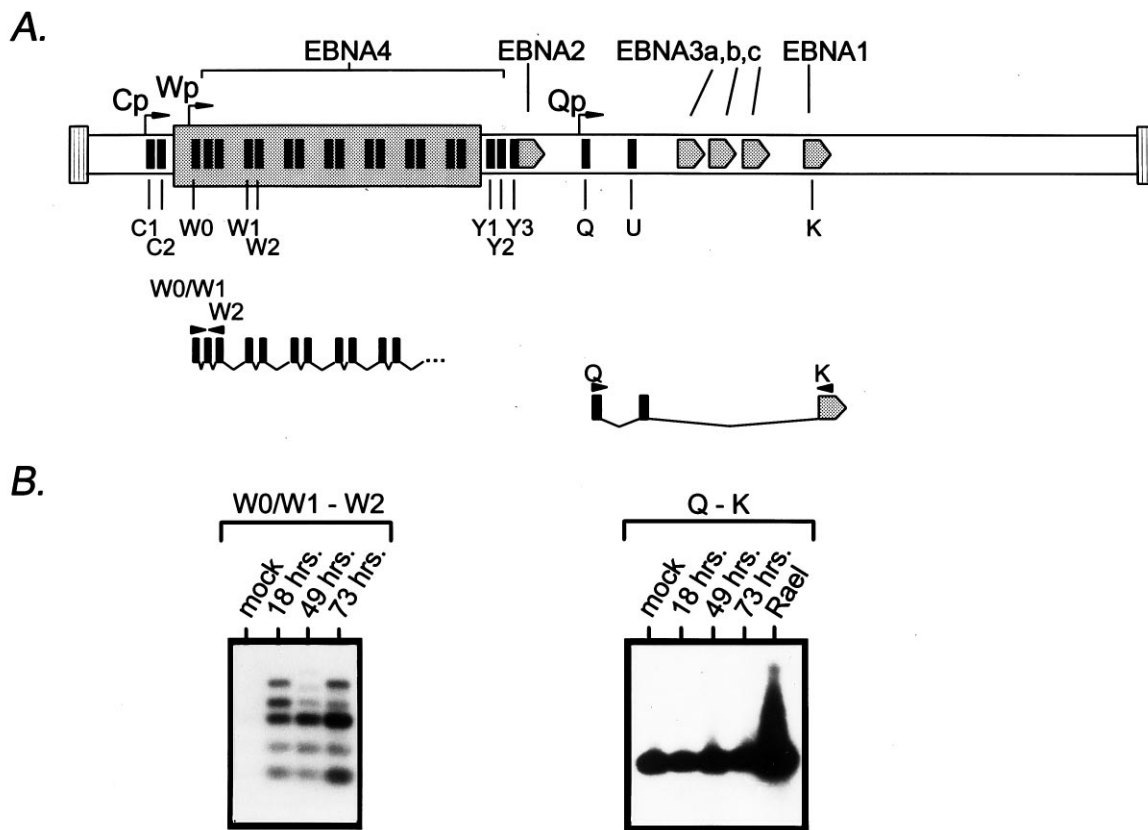 A.
EBNA4
EBNA2
EBNA3a,b,c
EBNA1
Cp
Wp
Qp
C1
C2
W0
W1
W2
Y1
Y2
Y3
Q
U
K
W0/W1
W2
...
Q
K
B.
W0/W1 - W2
mock
18 hrs.
49 hrs.
73 hrs.
Q - K
mock
18 hrs.
49 hrs.
73 hrs.
Rael